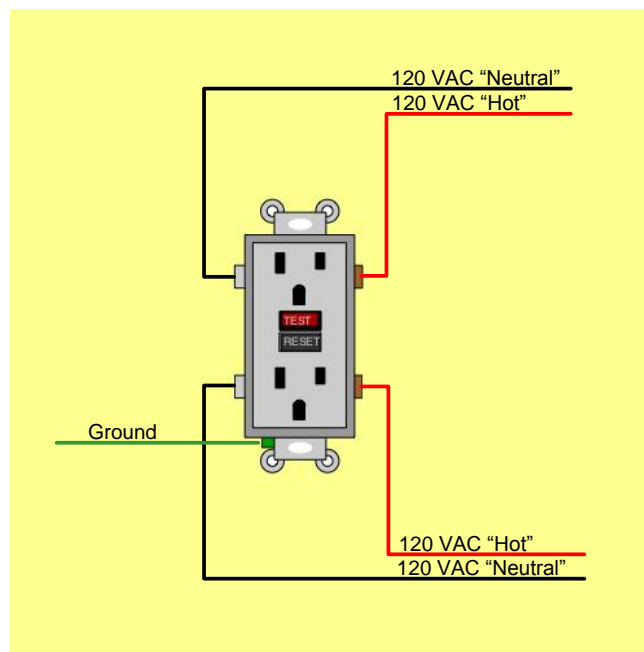 120 VAC “Neutral”
120 VAC “Hot”
TEST
RESET
Ground
120 VAC “Hot”
120 VAC “Neutral”